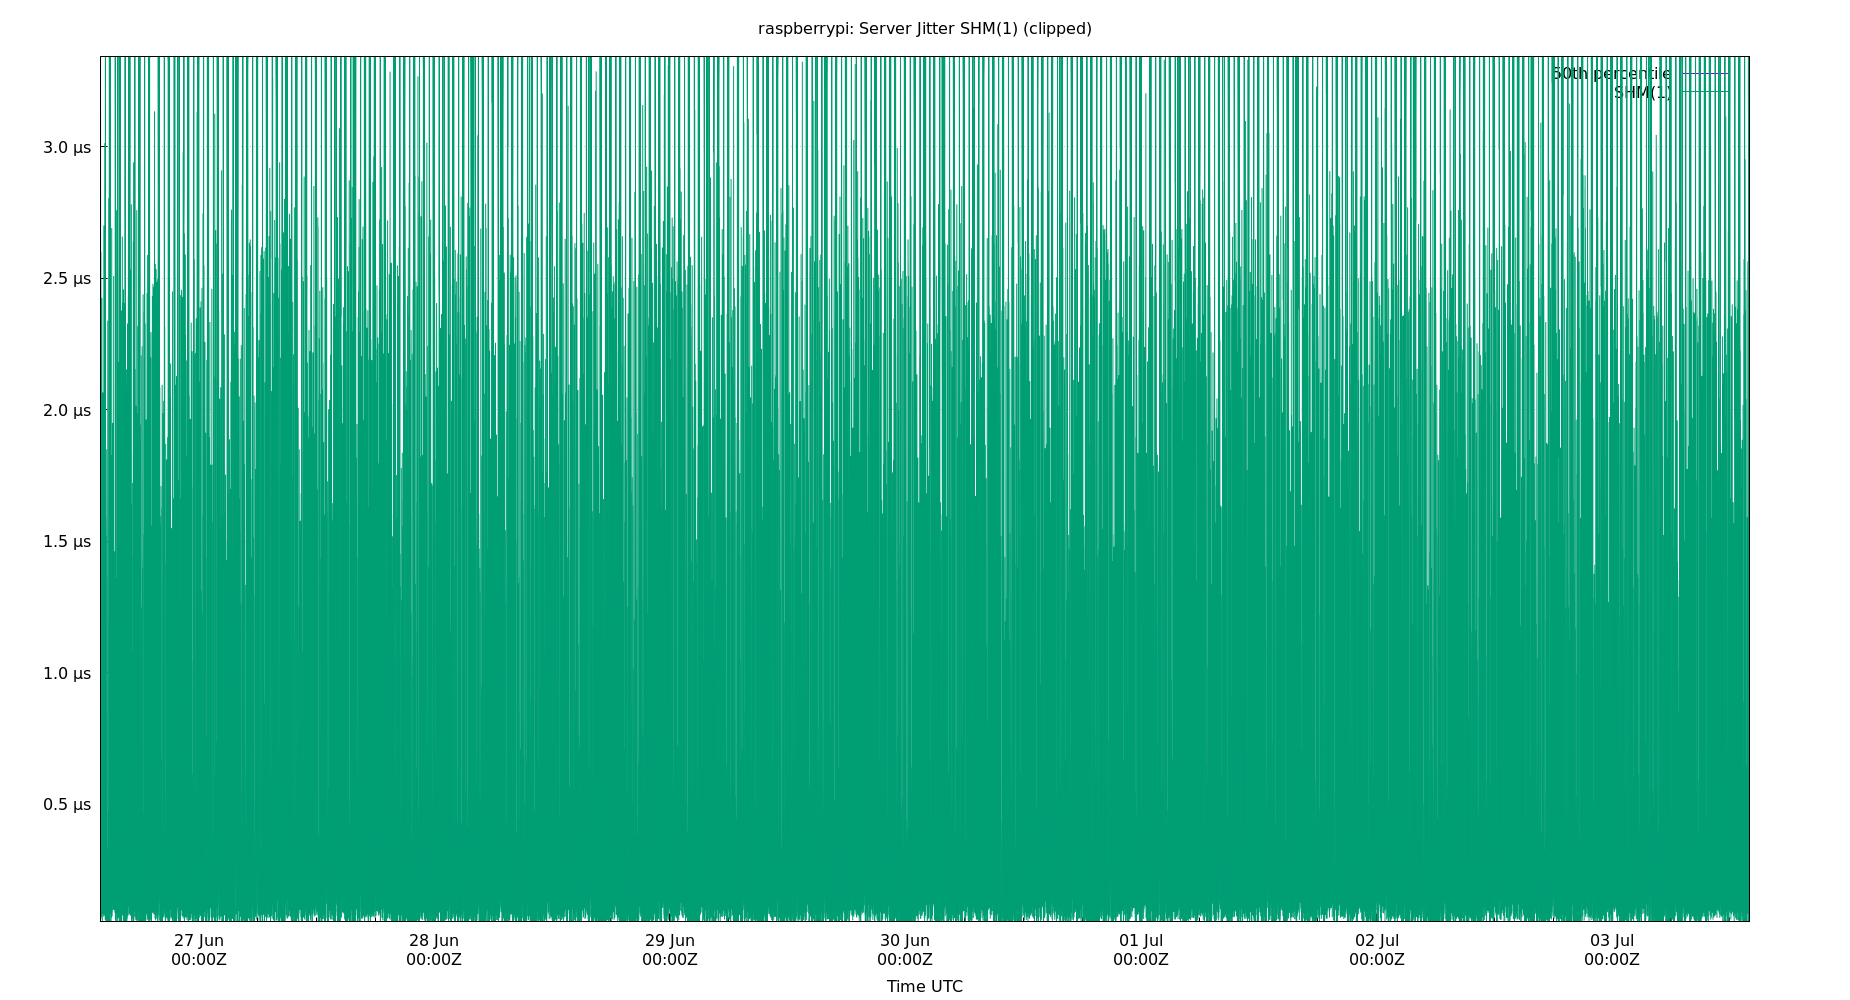 raspberrypi: Server Jitter SHM(1) (clipped)
50th percentile
SHM(1)
3.0 µs
2.5 µs
2.0 µs
1.5 µs
1.0 µs
0.5 µs
27 Jun 28 Jun 29 Jun 30 Jun 01 Jul 02 Jul 03 Jul
00:00Z 00:00Z 00:00Z 00:00Z 00:00Z 00:00Z 00:00Z
Time UTC